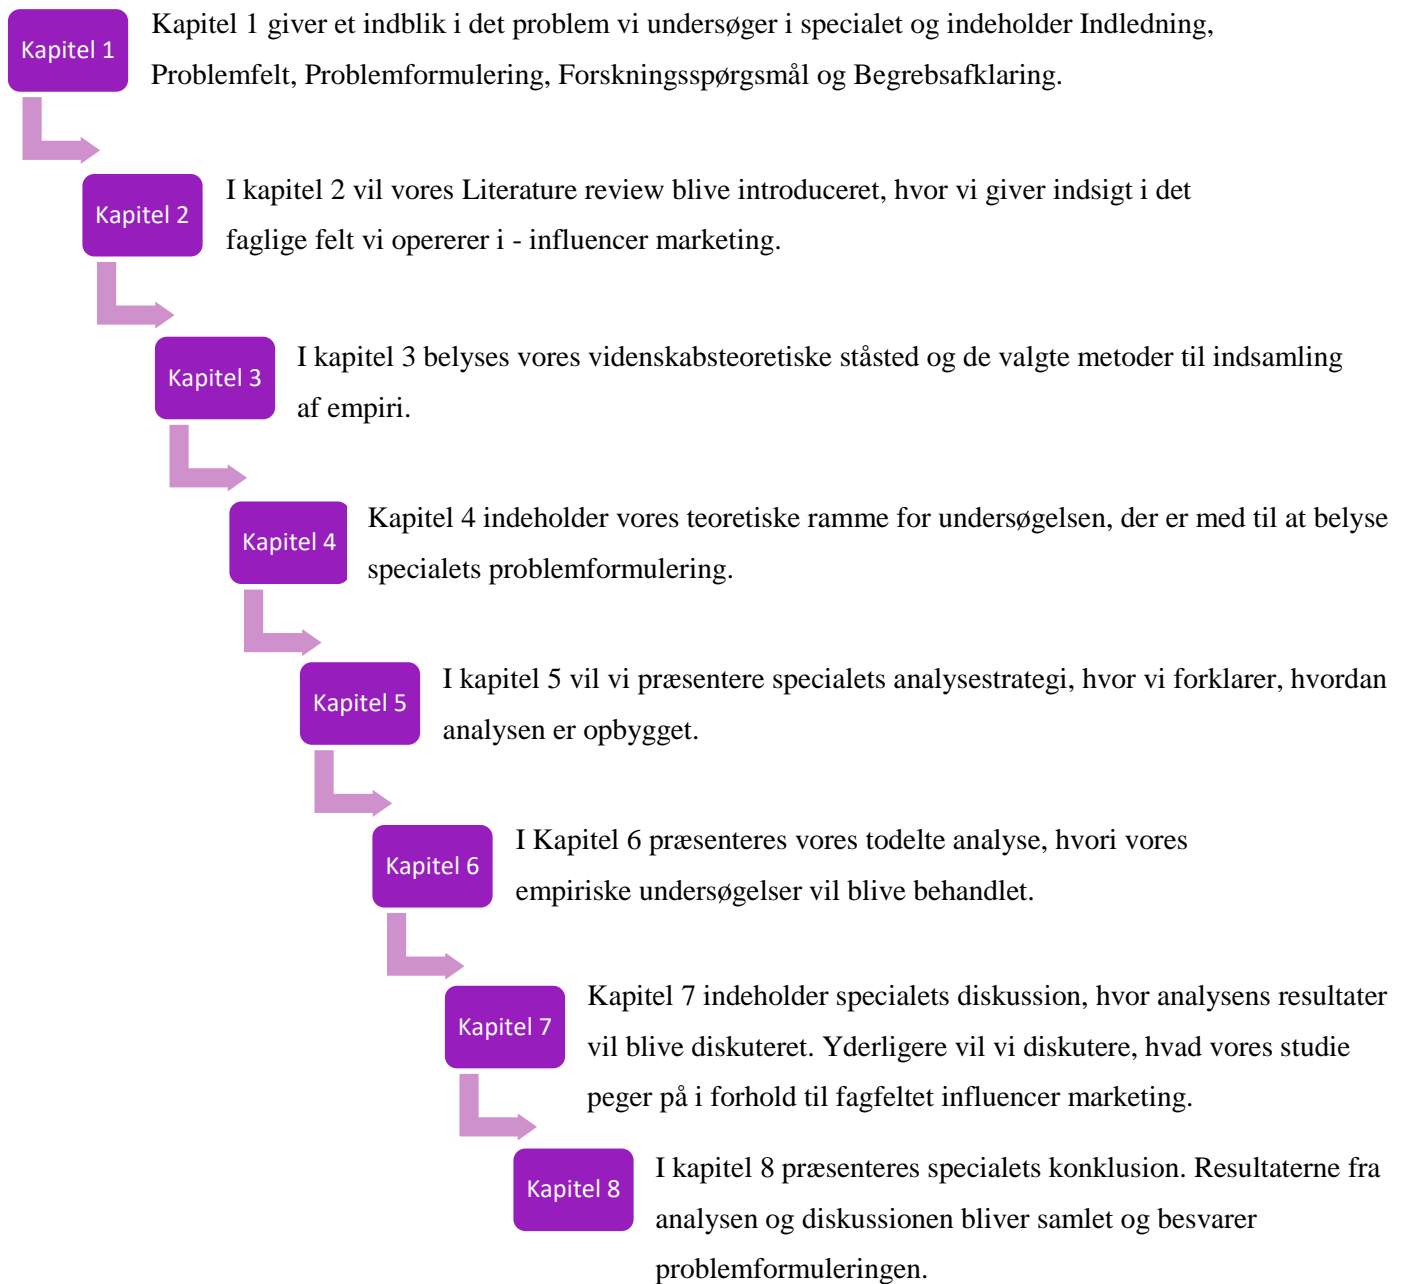 Kapitel 1
Kapitel 1 giver et indblik i det problem vi undersøger i specialet og indeholder Indledning,
Problemfelt, Problemformulering, Forskningsspørgsmål og Begrebsafklaring.
Kapitel 2
I kapitel 2 vil vores Literature review blive introduceret, hvor vi giver indsigt i det
faglige felt vi opererer i - influencer marketing.
Kapitel 3
I kapitel 3 belyses vores videnskabsteoretiske ståsted og de valgte metoder til indsamling
af empiri.
Kapitel 4
Kapitel 4 indeholder vores teoretiske ramme for undersøgelsen, der er med til at belyse
specialets problemformulering.
Kapitel 5
I kapitel 5 vil vi præsentere specialets analysestrategi, hvor vi forklarer, hvordan
analysen er opbygget.
Kapitel 6
I Kapitel 6 præsenteres vores todelte analyse, hvori vores
empiriske undersøgelser vil blive behandlet.
Kapitel 7
Kapitel 7 indeholder specialets diskussion, hvor analysens resultater
vil blive diskuteret. Yderligere vil vi diskutere, hvad vores studie
peger på i forhold til fagfeltet influencer marketing.
Kapitel 8
I kapitel 8 præsenteres specialets konklusion. Resultaterne fra
analysen og diskussionen bliver samlet og besvarer
problemformuleringen.